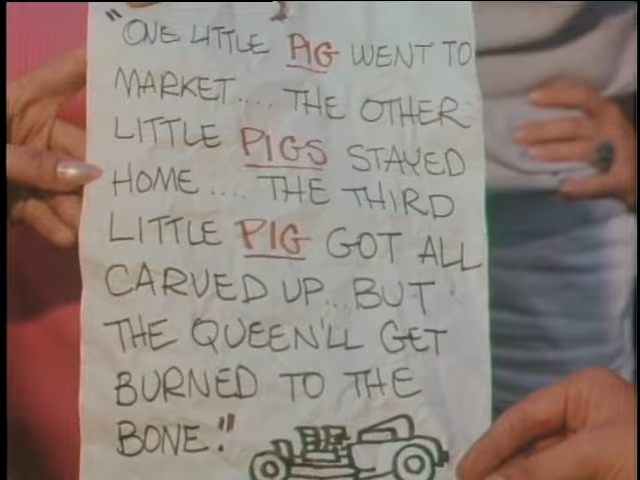 "ONE LITTLE PIG WENT TO
MARKET.... THE OTHER
LITTLE PIGS STAYED
HOME.... THE THIRD
LITTLE PIG GOT ALL
CARVED UP... BUT
THE QUEEN'LL GET
BURNED TO THE
BONE."